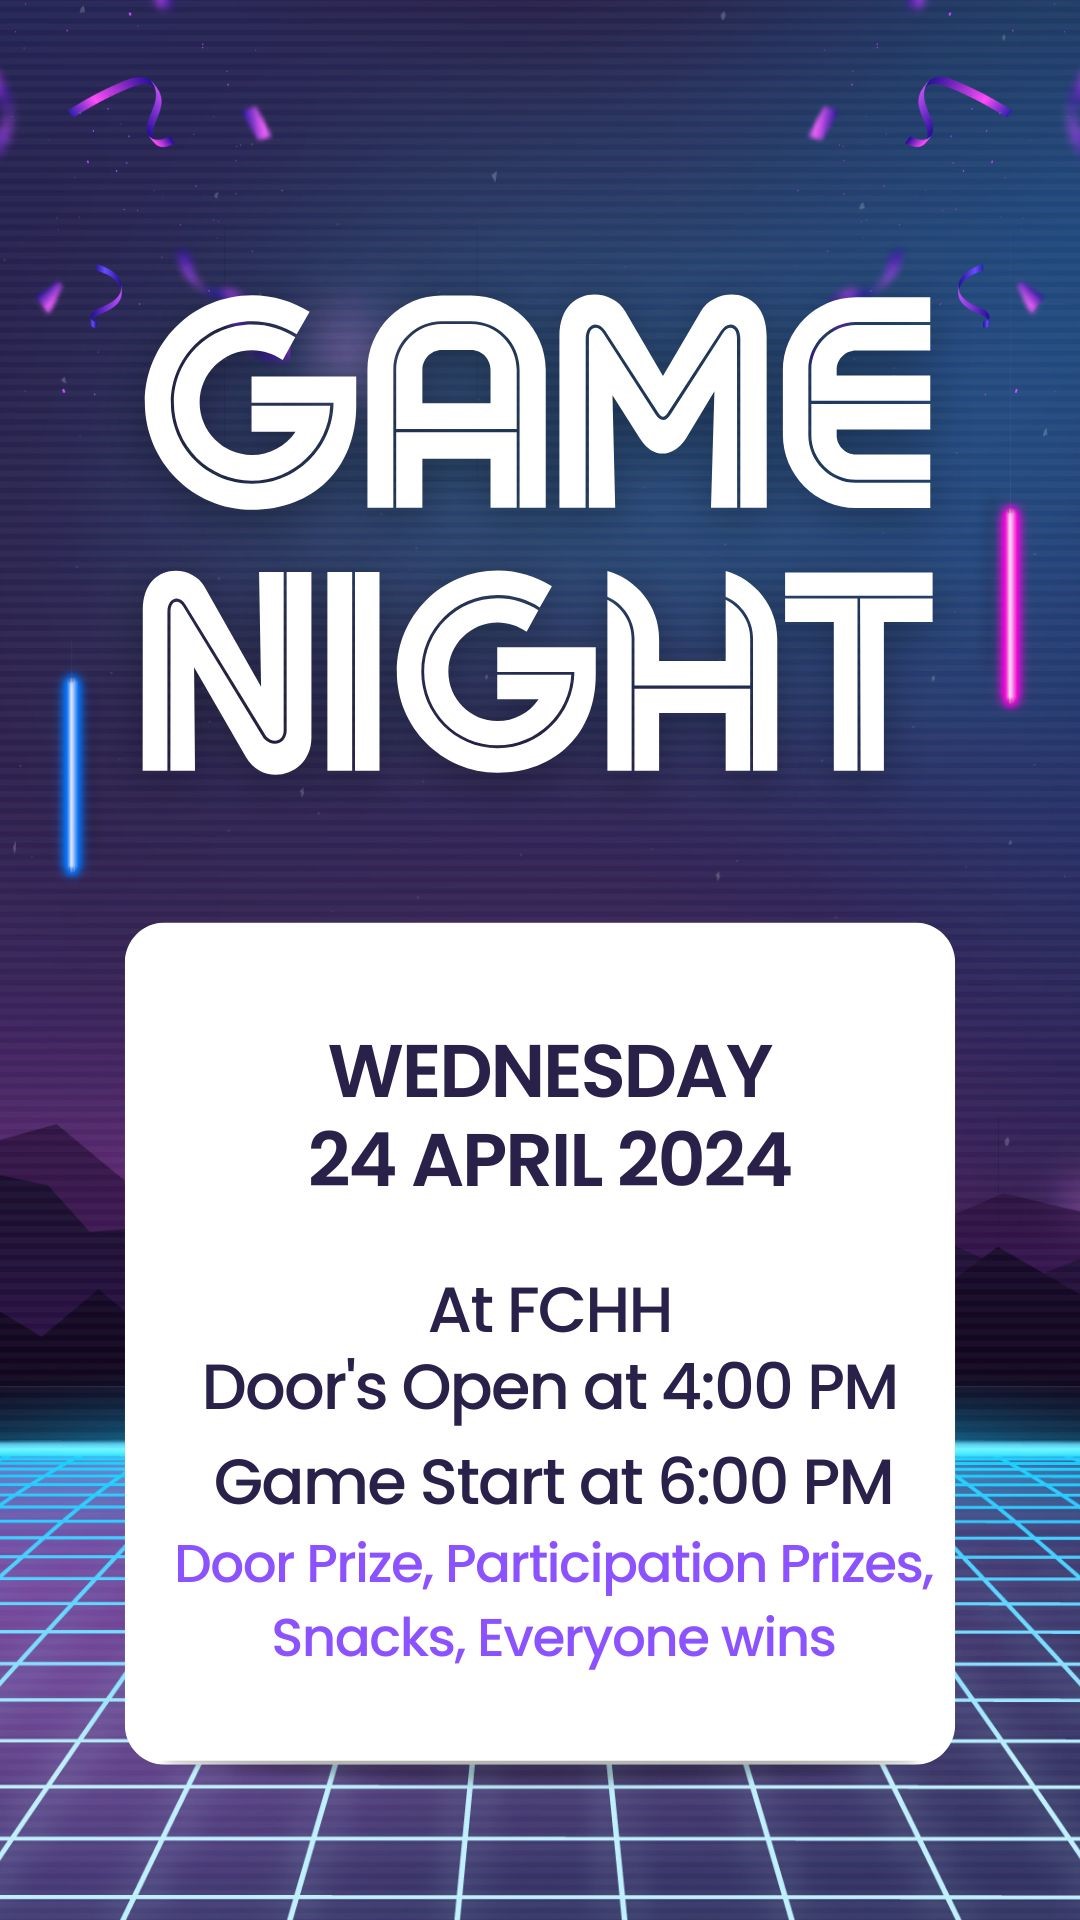 GAME
NIGHT
WEDNESDAY
24 APRIL 2024
At FCHH
Door's Open at 4:00 PM
Game Start at 6:00 PM
Door Prize, Participation Prizes,
Snacks, Everyone wins